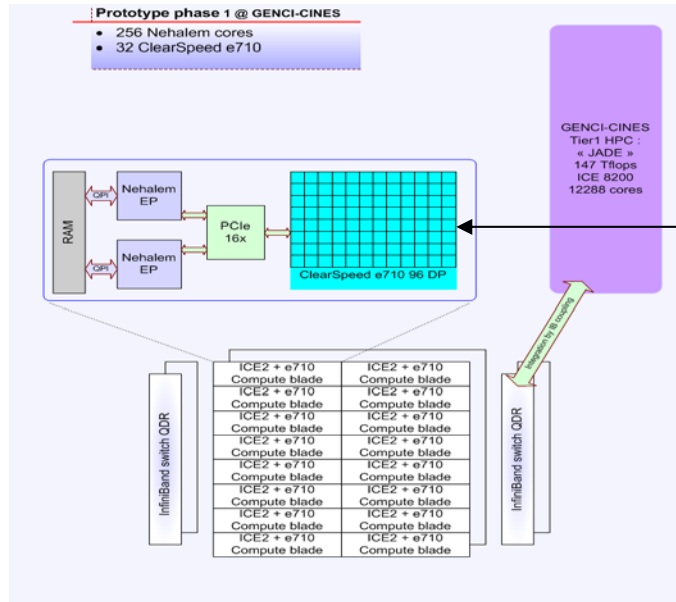 Prototype phase 1 @ GENCI-CINES
• 256 Nehalem cores
• 32 ClearSpeed e710
GENCI-CINES
Tier1 HPC :
« JADE »
147 Tflops
ICE 8200
12288 cores
RAM
QPI
QPI
Nehalem
EP
Nehalem
EP
PCIe
16x
ClearSpeed e710 96 DP
Integration by IB coupling
InfiniBand switch QDR
ICE2 + e710
Compute blade
ICE2 + e710
Compute blade
ICE2 + e710
Compute blade
ICE2 + e710
Compute blade
ICE2 + e710
Compute blade
ICE2 + e710
Compute blade
ICE2 + e710
Compute blade
ICE2 + e710
Compute blade
ICE2 + e710
Compute blade
ICE2 + e710
Compute blade
ICE2 + e710
Compute blade
ICE2 + e710
Compute blade
ICE2 + e710
Compute blade
ICE2 + e710
Compute blade
ICE2 + e710
Compute blade
ICE2 + e710
Compute blade
InfiniBand switch QDR